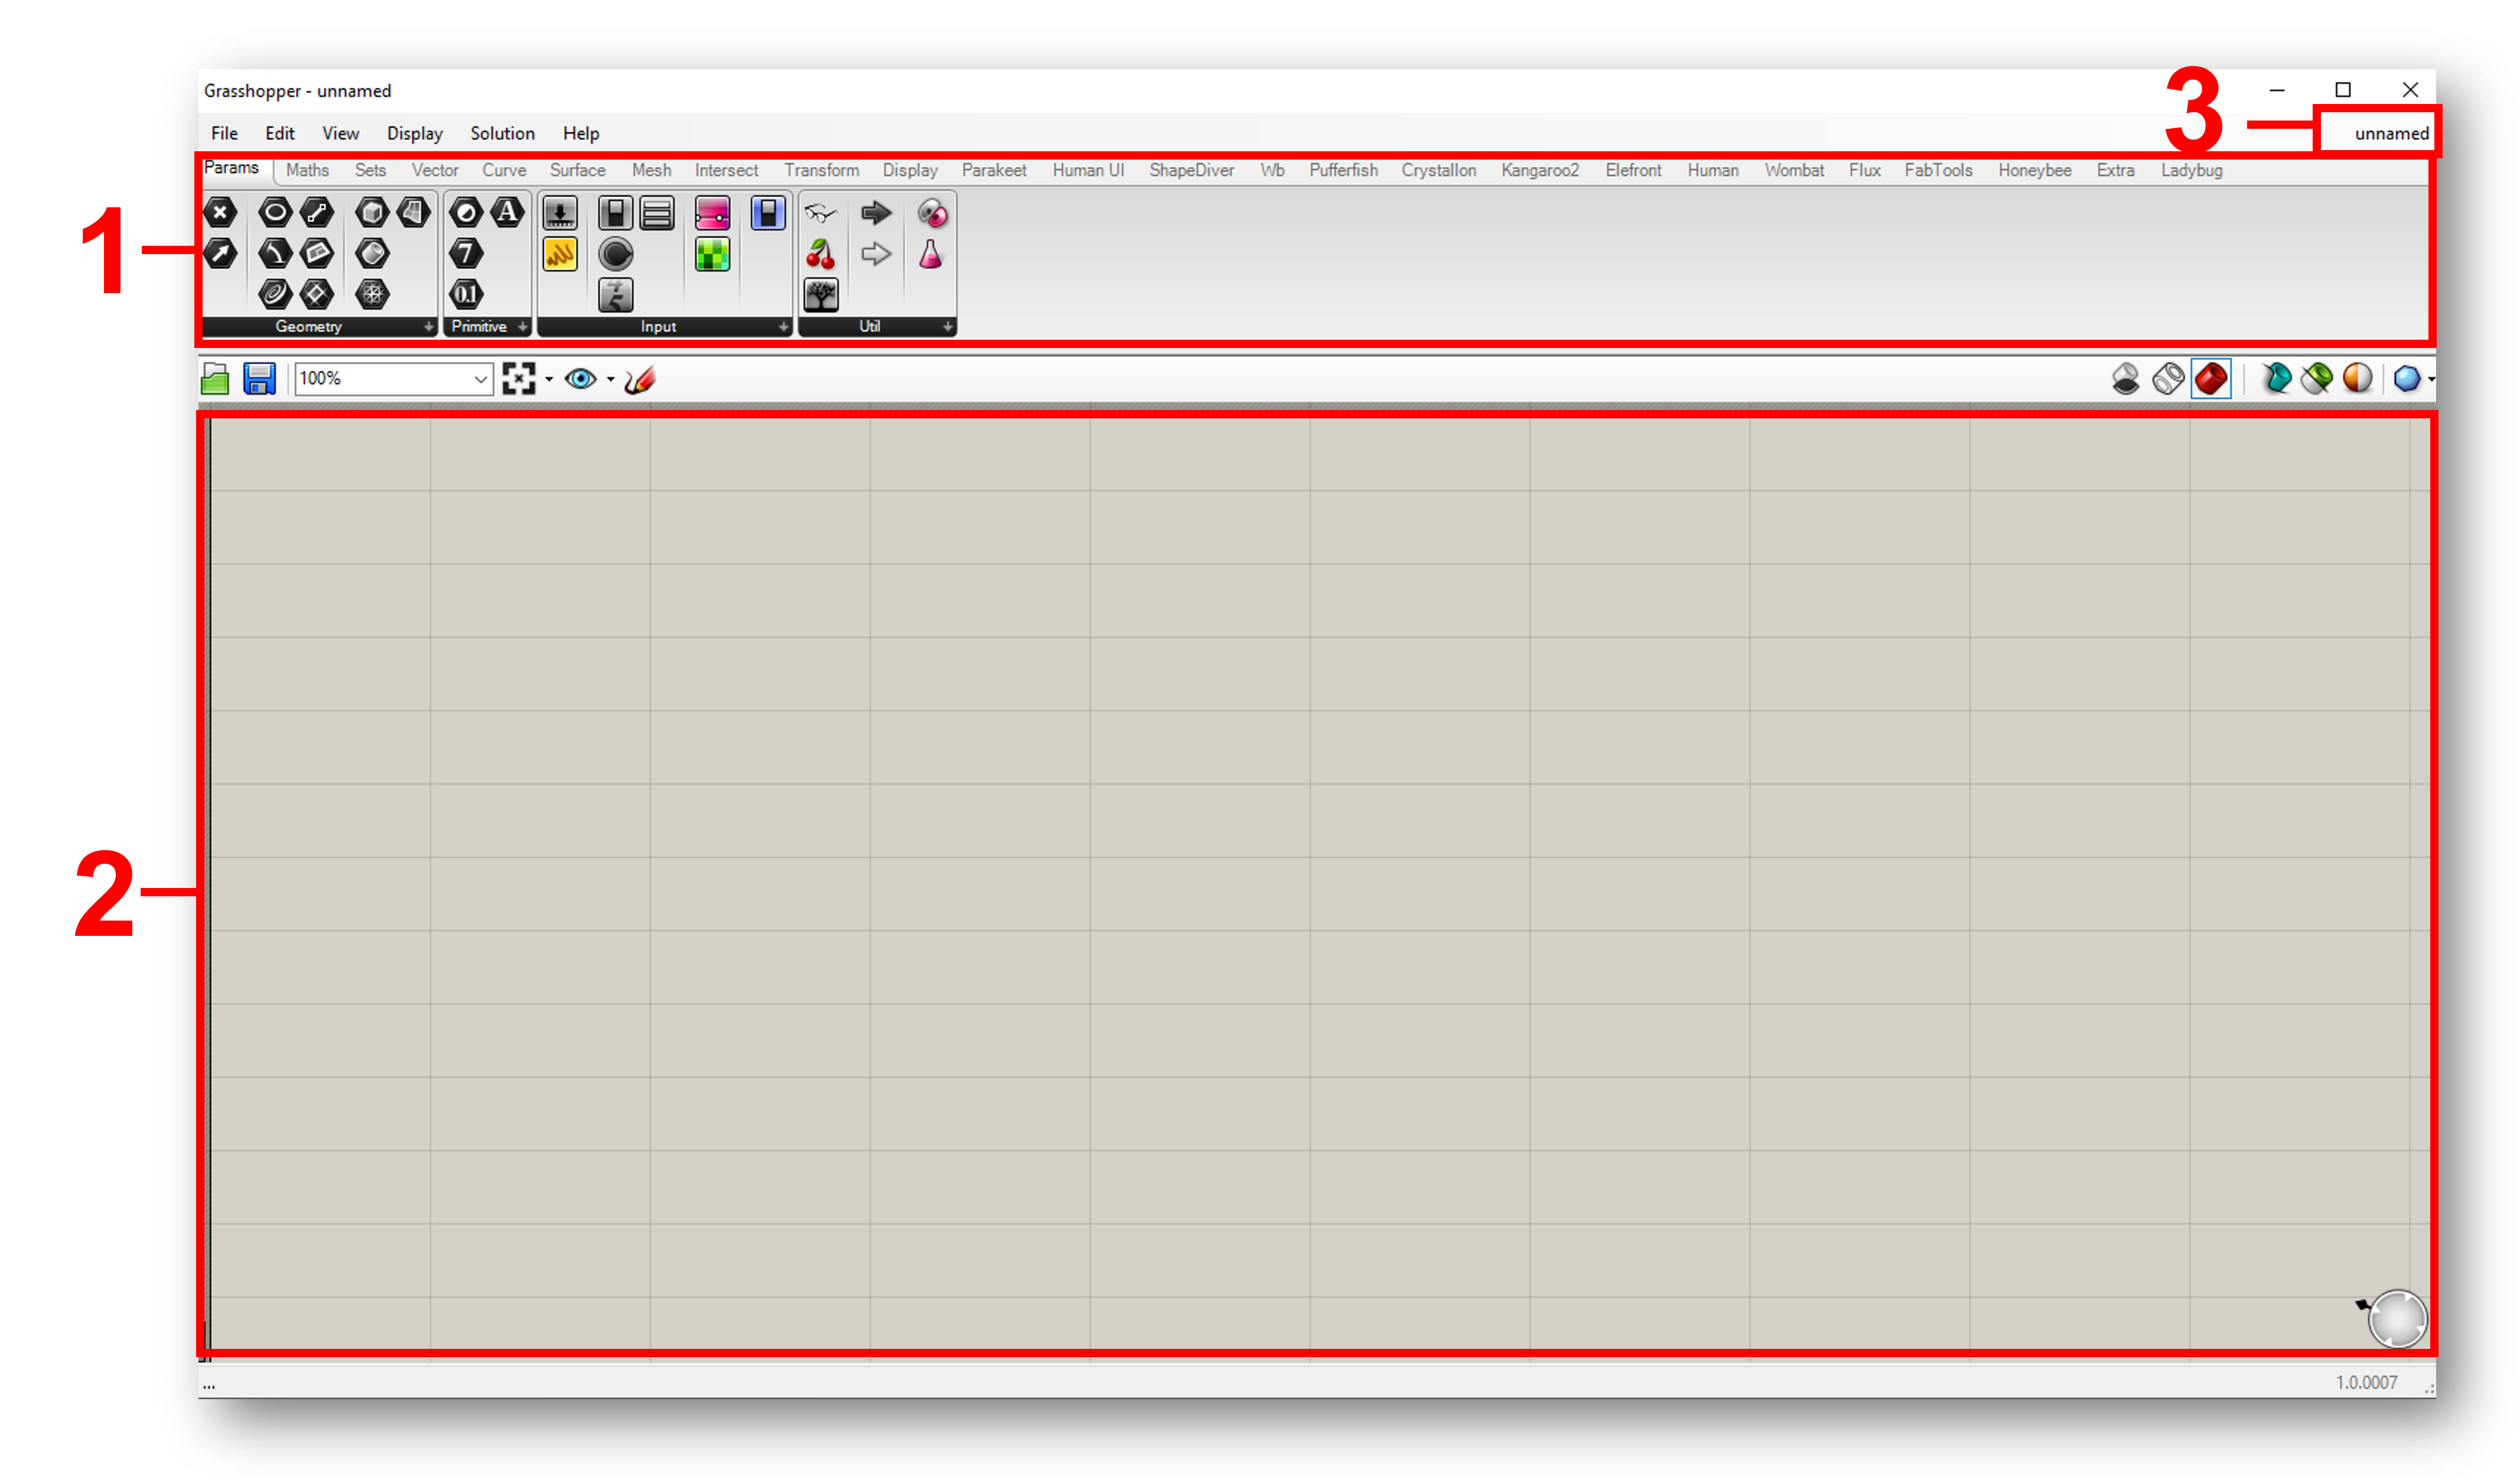 3
Grasshopper - unnamed
File Edit View Display Solution Help unnamed
Params Maths Sets Vector Curve Surface Mesh Intersect Transform Display Parakeet Human UI ShapeDiver Wb Pufferfish Crystallon Kangaroo2 Elefront Human Wombat Flux FabTools Honeybee Extra Ladybug
1
A
7
0.1
Geometry Primitive Input Util
100%
2
... 1.0.0007